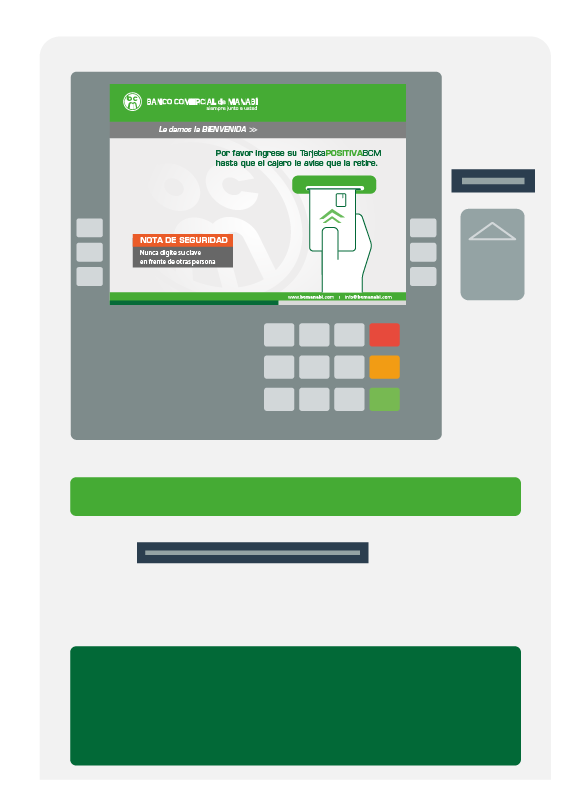 bc
m
BANCO COMERCIAL de MANABÍ
siempre junto a usted
Le damos la BIENVENIDA >>
Por favor ingrese su TarjetaPOSITIVABCM
hasta que el cajero le avise que la retire.
NOTA DE SEGURIDAD
Nunca digite su clave
en frente de otras persona
www.bcmanabi.com | info@bcmanabi.com